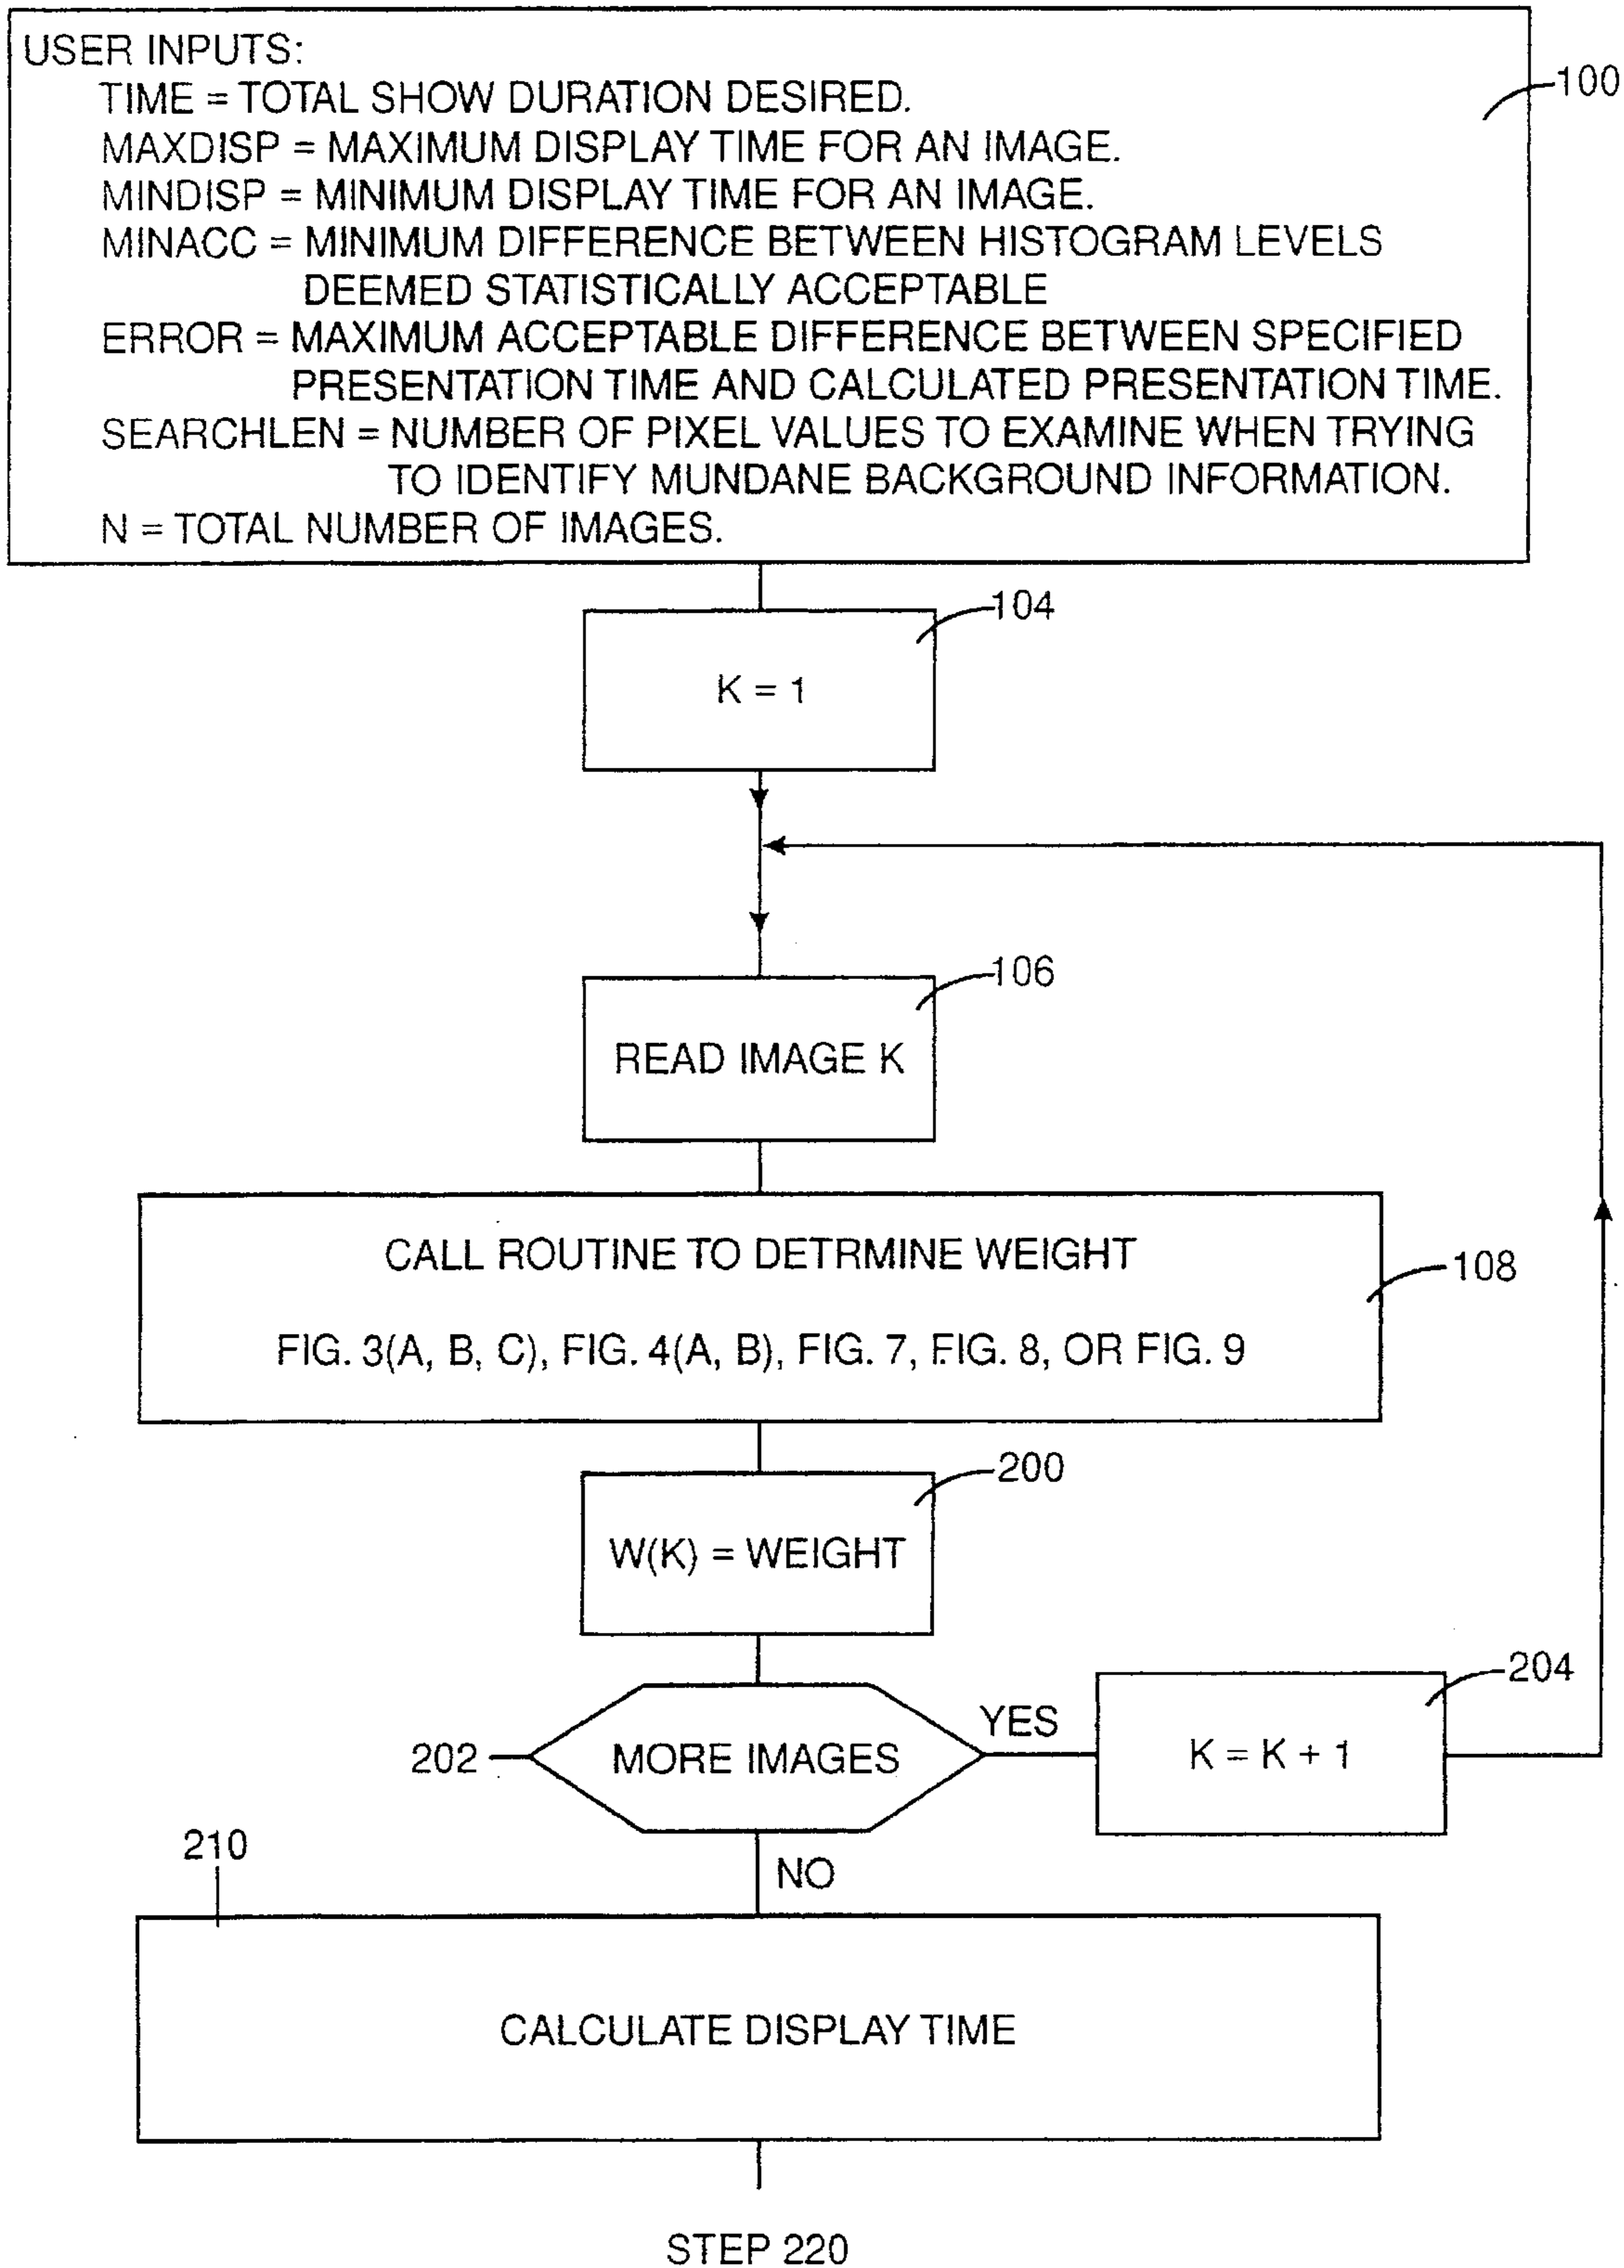 USER INPUTS:
TIME = TOTAL SHOW DURATION DESIRED.
100
MAXDISP = MAXIMUM DISPLAY TIME FOR AN IMAGE.
MINDISP = MINIMUM DISPLAY TIME FOR AN IMAGE.
MINACC = MINIMUM DIFFERENCE BETWEEN HISTOGRAM LEVELS
DEEMED STATISTICALLY ACCEPTABLE
ERROR = MAXIMUM ACCEPTABLE DIFFERENCE BETWEEN SPECIFIED
PRESENTATION TIME AND CALCULATED PRESENTATION TIME.
SEARCHLEN = NUMBER OF PIXEL VALUES TO EXAMINE WHEN TRYING
TO IDENTIFY MUNDANE BACKGROUND INFORMATION.
N = TOTAL NUMBER OF IMAGES.
104
K = 1
106
READ IMAGE K
CALL ROUTINE TO DETRMINE WEIGHT
108
FIG. 3(A, B, C), FIG. 4(A, B), FIG. 7, FIG. 8, OR FIG. 9
200
W(K) = WEIGHT
204
YES
202
MORE IMAGES
K = K + 1
210
NO
CALCULATE DISPLAY TIME
STEP 220